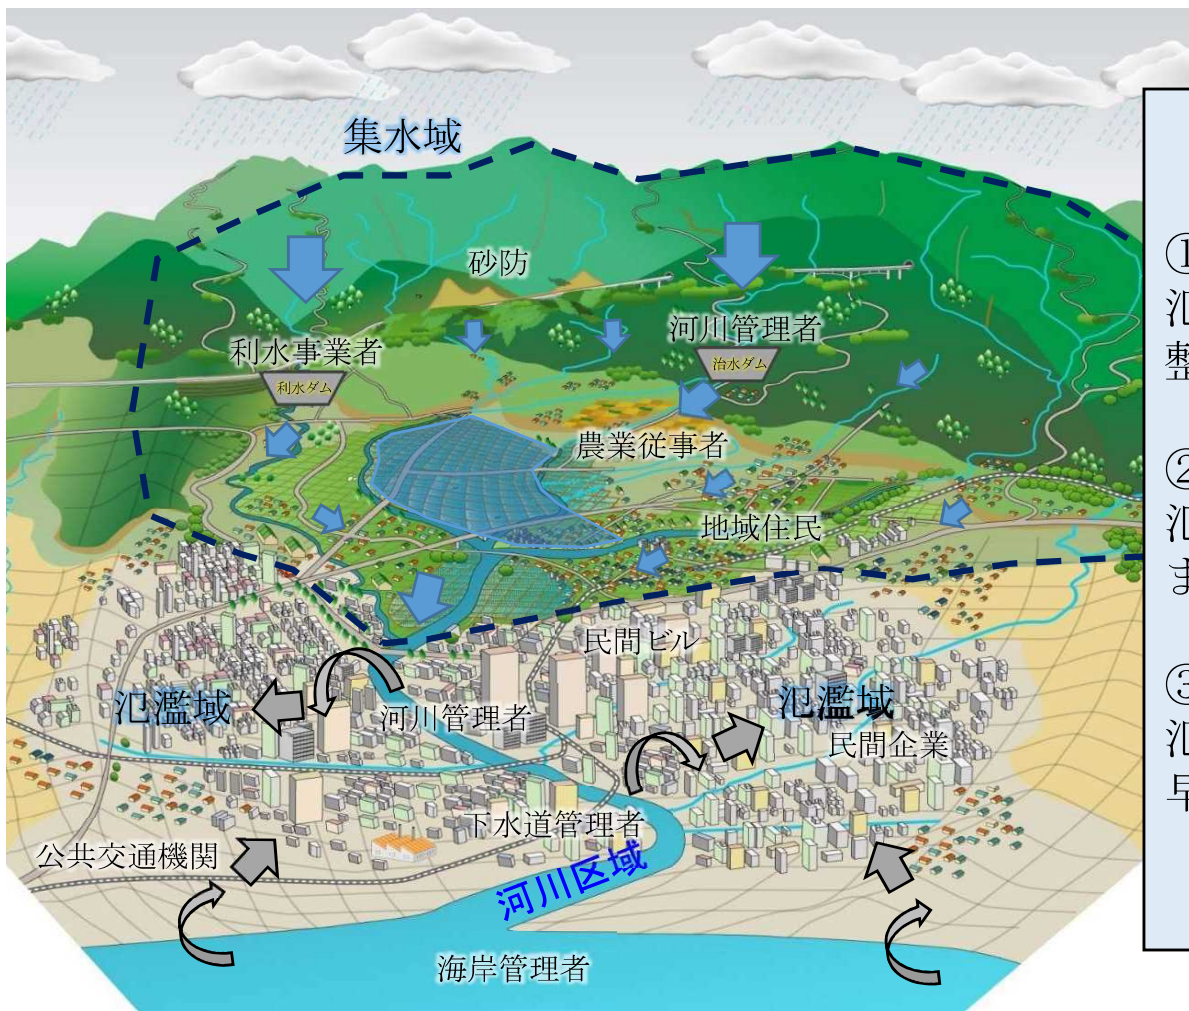 集水域
砂防
河川管理者
利水事業者
治水ダム
利水ダム
農業従事者
地域住民
民間ビル
氾濫域
河川管理者
氾濫域
民間企業
下水道管理者
公共交通機関
河川区域
海岸管理者
①
整
②
ま
③
早